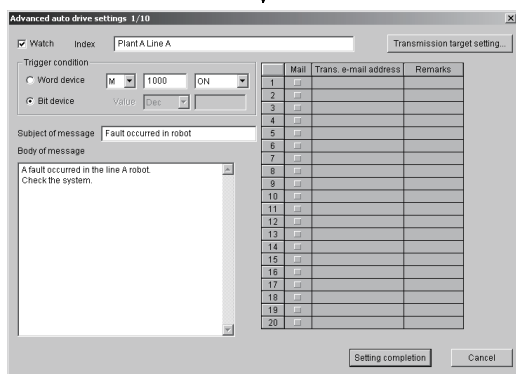 Advanced auto drive settings 1/10
Watch Index Plant A Line A Transmission target setting...
Trigger condition
Word device M 1000 ON
Bit device Value Dec
Subject of message Fault occurred in robot
Body of message
A fault occurred in the line A robot.
Check the system.
Mail Trans. e-mail address Remarks
1
2
3
4
5
6
7
8
9
10
11
12
13
14
15
16
17
18
19
20
Setting completion Cancel